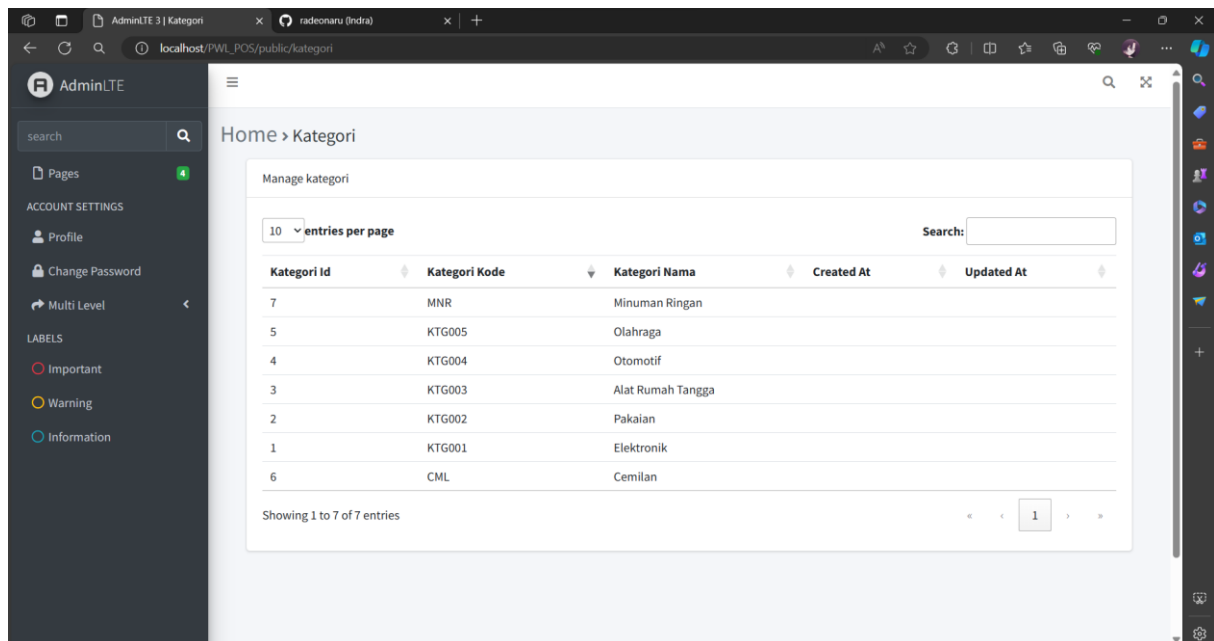 AdminLTE 3 | Kategori
radeonaru (Indra)
localhost/PWL_POS/public/kategori
AdminLTE
search
Pages
4
ACCOUNT SETTINGS
Profile
Change Password
Multi Level
LABELS
Important
Warning
Information
Home › Kategori
Manage kategori
10 entries per page
Search:
Kategori Id Kategori Kode Kategori Nama Created At Updated At
7 MNR Minuman Ringan
5 KTG005 Olahraga
4 KTG004 Otomotif
3 KTG003 Alat Rumah Tangga
2 KTG002 Pakaian
1 KTG001 Elektronik
6 CML Cemilan
Showing 1 to 7 of 7 entries
« ‹ 1 › »